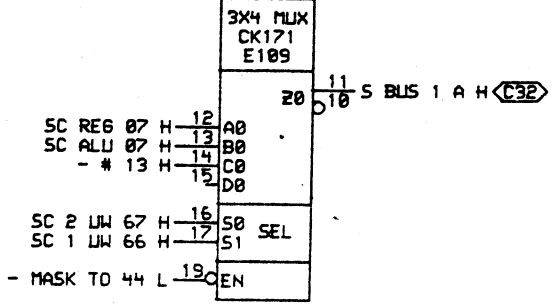 3X4 MUX
CK171
E109
Z0 11 S BUS 1 A H C32
10
SC REG 07 H 12 A0
SC ALU 07 H 13 B0
- # 13 H 14 C0
15 D0
SC 2 UW 67 H 16 S0
SC 1 UW 66 H 17 S1
SEL
- MASK TO 44 L 19 EN